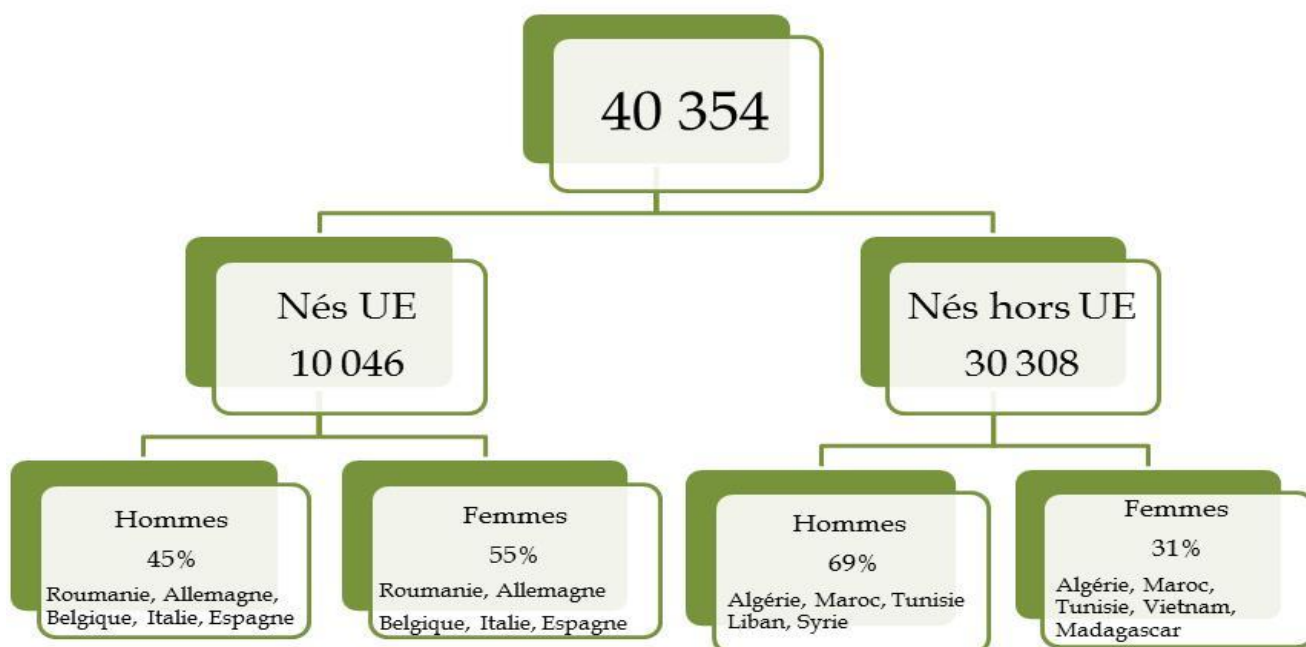 40 354
Nés UE
10 046
Nés hors UE
30 308
Hommes
45%
Roumanie, Allemagne,
Belgique, Italie, Espagne
Femmes
55%
Roumanie, Allemagne
Belgique, Italie, Espagne
Hommes
69%
Algérie, Maroc, Tunisie
Liban, Syrie
Femmes
31%
Algérie, Maroc,
Tunisie, Vietnam,
Madagascar